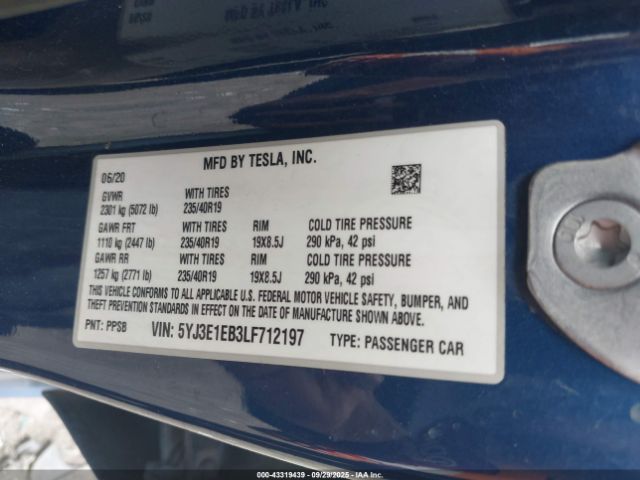 MFD BY TESLA, INC.
06/20
GVWR WITH TIRES
2301 kg (5072 lb) 235/40R19
GAWR FRT WITH TIRES RIM COLD TIRE PRESSURE
1110 kg (2447 lb) 235/40R19 19X8.5J 290 kPa, 42 psi
GAWR RR WITH TIRES RIM COLD TIRE PRESSURE
1257 kg (2771 lb) 235/40R19 19X8.5J 290 kPa, 42 psi
THIS VEHICLE CONFORMS TO ALL APPLICABLE U.S. FEDERAL MOTOR VEHICLE SAFETY, BUMPER, AND
THEFT PREVENTION STANDARDS IN EFFECT ON THE DATE OF MANUFACTURE SHOWN ABOVE.
PNT: PPSB VIN: 5YJ3E1EB3LF712197 TYPE: PASSENGER CAR
000-43319439 - 09/29/2025 - IAAI.COM